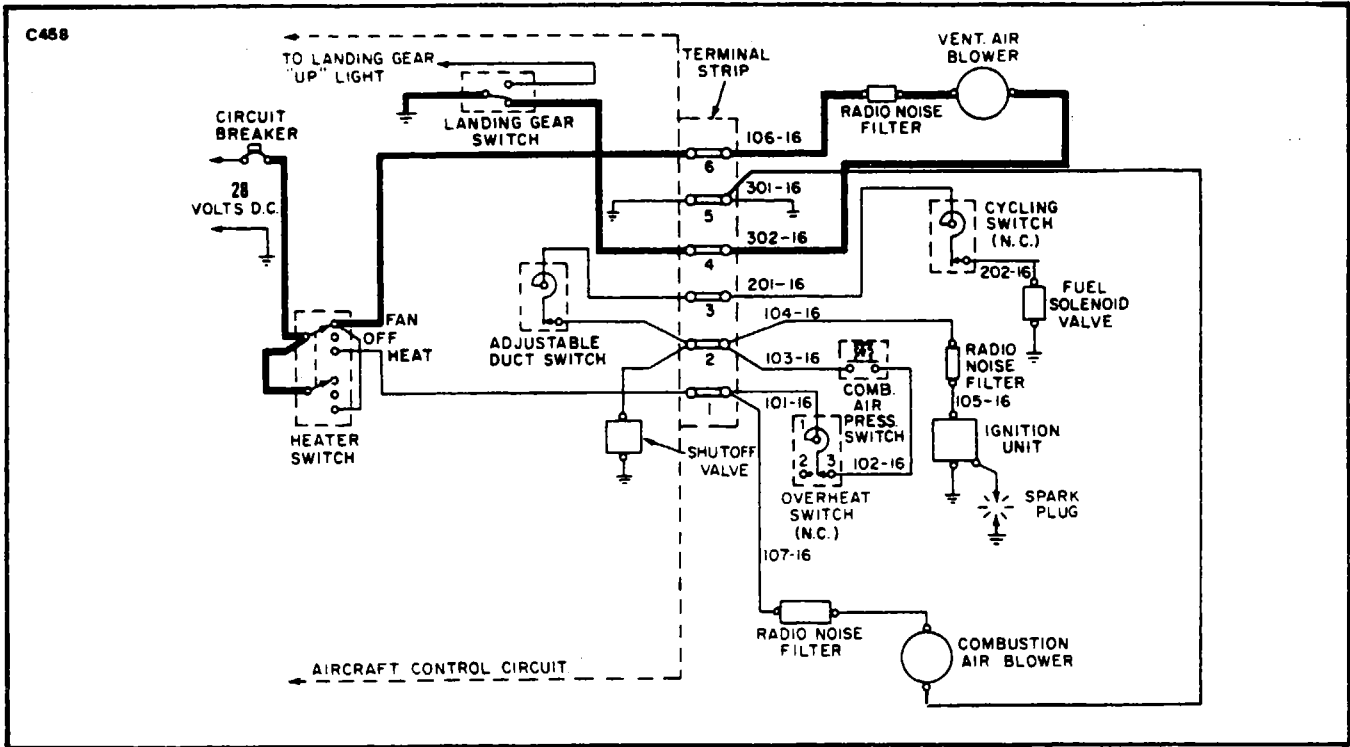 C458
TO LANDING GEAR
"UP" LIGHT
TERMINAL
STRIP
VENT. AIR
BLOWER
CIRCUIT
BREAKER
LANDING GEAR
SWITCH
RADIO NOISE
FILTER
106-16
6
28
VOLTS D.C.
301-16
5
CYCLING
SWITCH
(N.C.)
302-16
4
202-16
201-16
3
FUEL
SOLENOID
VALVE
FAN
OFF
HEAT
ADJUSTABLE
DUCT SWITCH
104-16
2
103-16
RADIO
NOISE
FILTER
COMB.
AIR
PRESS.
SWITCH
101-16
1
105-16
HEATER
SWITCH
SHUTOFF
VALVE
1
2 3
102-16
IGNITION
UNIT
OVERHEAT
SWITCH
(N.C.)
SPARK
PLUG
107-16
RADIO NOISE
FILTER
COMBUSTION
AIR BLOWER
AIRCRAFT CONTROL CIRCUIT